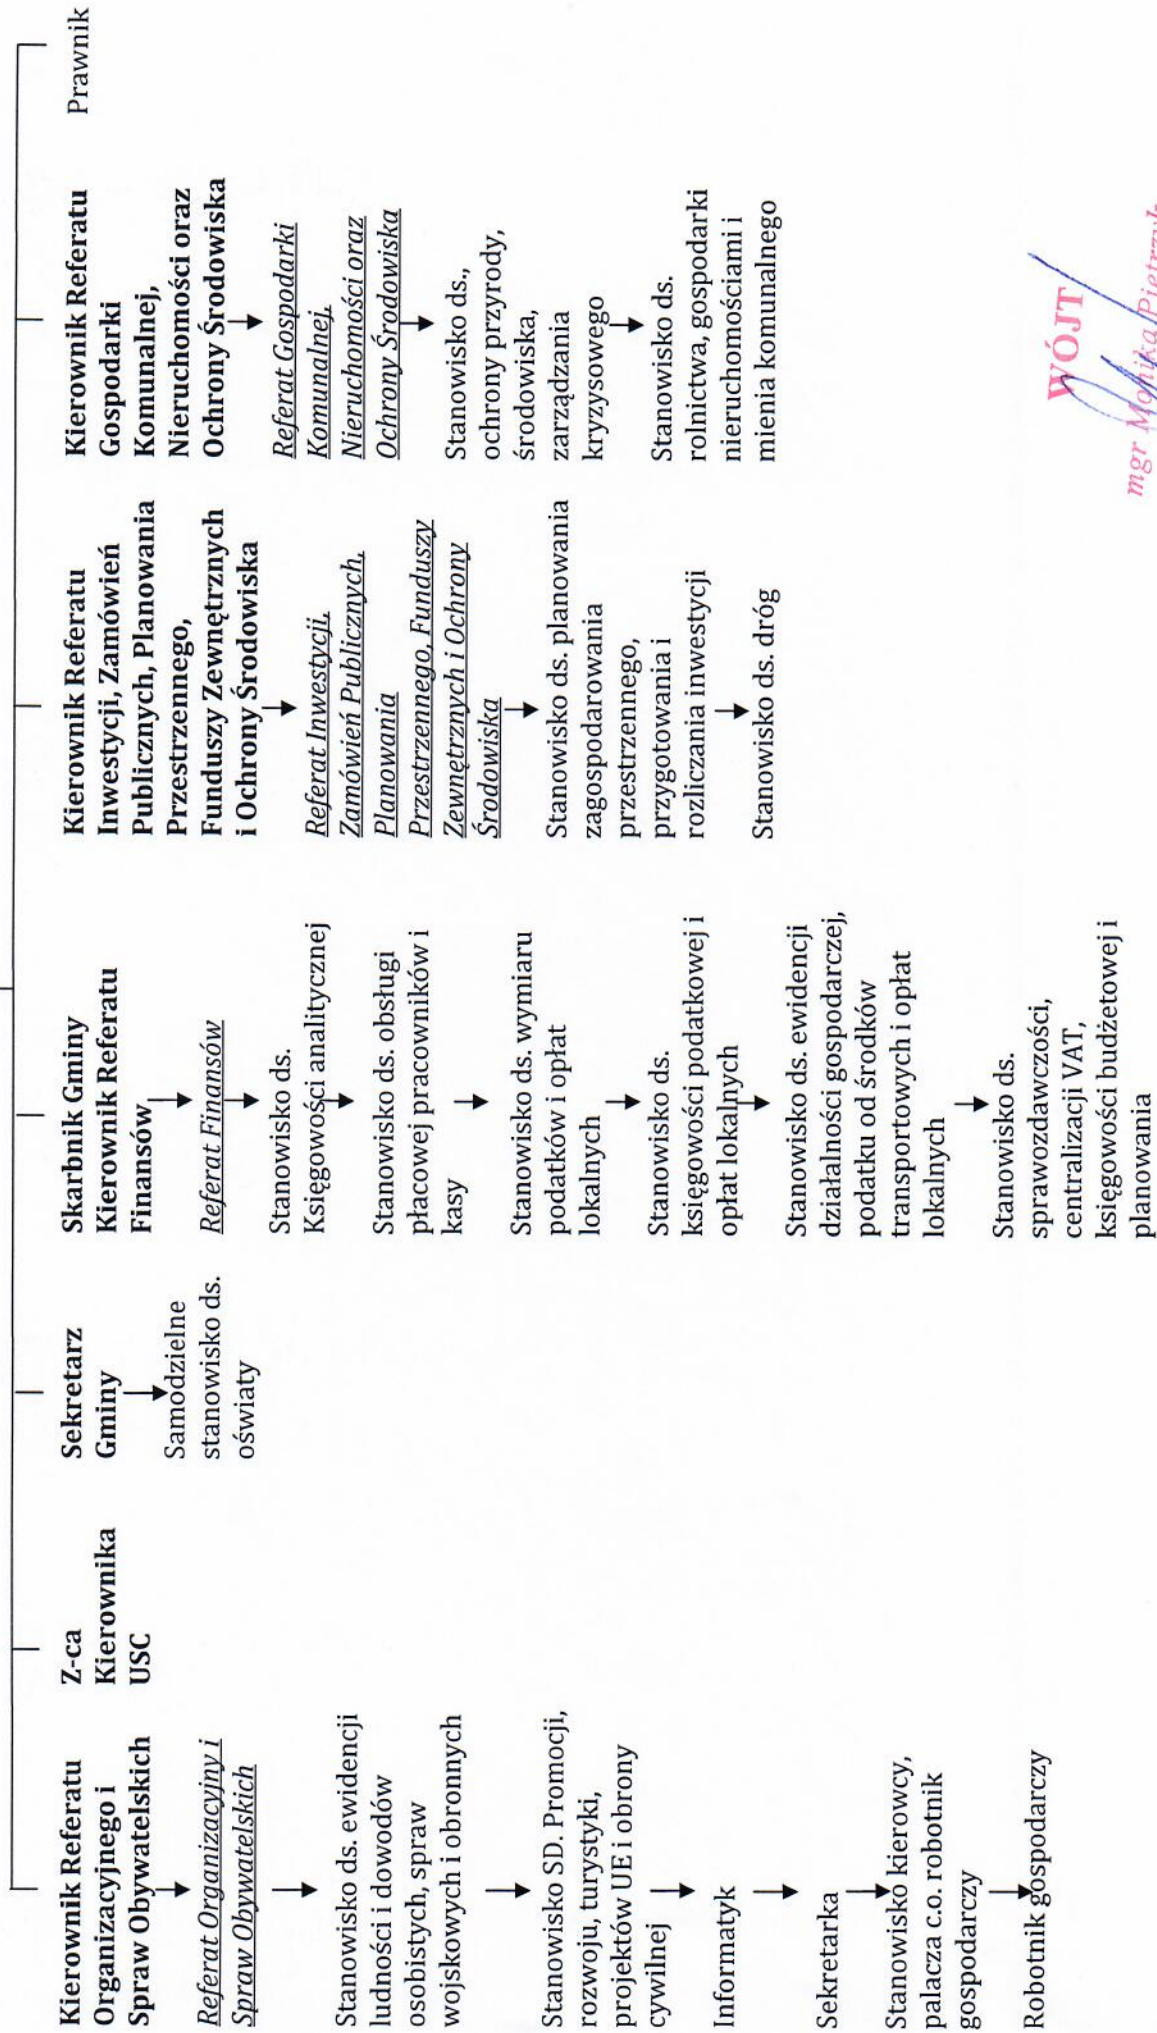 Kierownik Referatu
Organizacyjnego i
Spraw Obywatelskich
Referat Organizacyjny i
Spraw Obywatelskich
Stanowisko ds. ewidencji
ludności i dowodów
osobistych, spraw
wojskowych i obronnych
Stanowisko SD. Promocji,
rozwoju, turystyki,
projektów UE i obrony
cywilnej
Informatyk
Sekretarka
Stanowisko kierowcy,
palacza c.o. robotnik
gospodarczy
Robotnik gospodarczy
Z-ca
Kierownika
USC
Sekretarz
Gminy
Samodzielne
stanowisko ds.
oświaty
Skarbnik Gminy
Kierownik Referatu
Finansów
Referat Finansów
Stanowisko ds.
Księgowości analitycznej
Stanowisko ds. obsługi
płacowej pracowników i
kasy
Stanowisko ds. wymiaru
podatków i opłat
lokalnych
Stanowisko ds.
księgowości podatkowej i
opłat lokalnych
Stanowisko ds. ewidencji
działalności gospodarczej,
podatku od środków
transportowych i opłat
lokalnych
Stanowisko ds.
sprawozdawczości,
centralizacji VAT,
księgowości budżetowej i
planowania
Kierownik Referatu
Inwestycji, Zamówień
Publicznych, Planowania
Przestrzennego,
Funduszy Zewnętrznych
i Ochrony Środowiska
Referat Inwestycji,
Zamówień Publicznych,
Planowania
Przestrzennego, Funduszy
Zewnętrznych i Ochrony
Środowiska
Stanowisko ds. planowania
zagospodarowania
przestrzennego,
przygotowania i
rozliczania inwestycji
Stanowisko ds. dróg
Kierownik Referatu
Gospodarki
Komunalnej,
Nieruchomości oraz
Ochrony Środowiska
Referat Gospodarki
Komunalnej,
Nieruchomości oraz
Ochrony Środowiska
Stanowisko ds.,
ochrony przyrody,
środowiska,
zarządzania
kryzysowego
Stanowisko ds.
rolnictwa, gospodarki
nieruchomościami i
mienia komunalnego
Prawnik
WÓJT
mgr Monika Pietrzyk